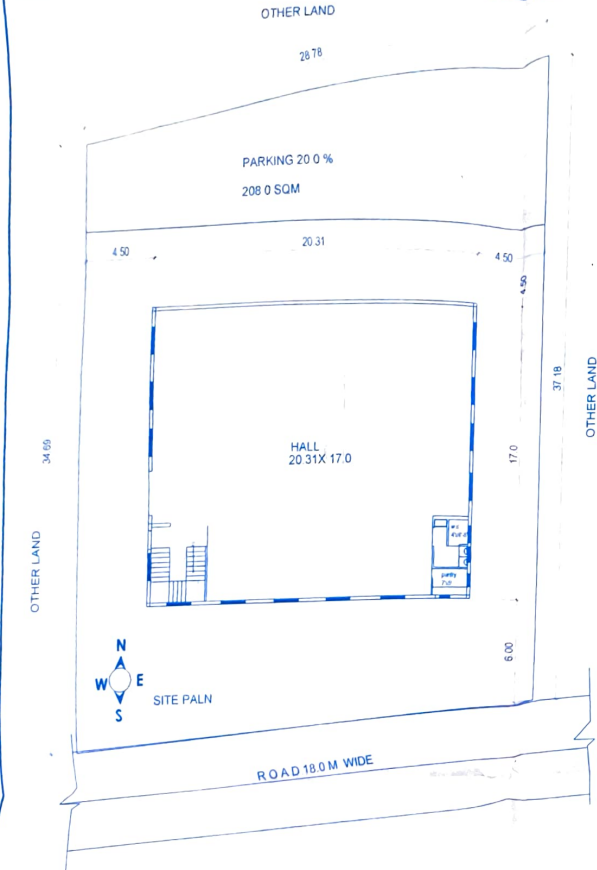 OTHER LAND
28.78
PARKING 20 0 %
208 0 SQM
4.50
20.31
4.50
4.50
37.18
OTHER LAND
34 69
HALL
20 31X 17.0
17.0
w c
pantry
OTHER LAND
6.00
N
W E
S
SITE PALN
ROAD 18.0 M WIDE